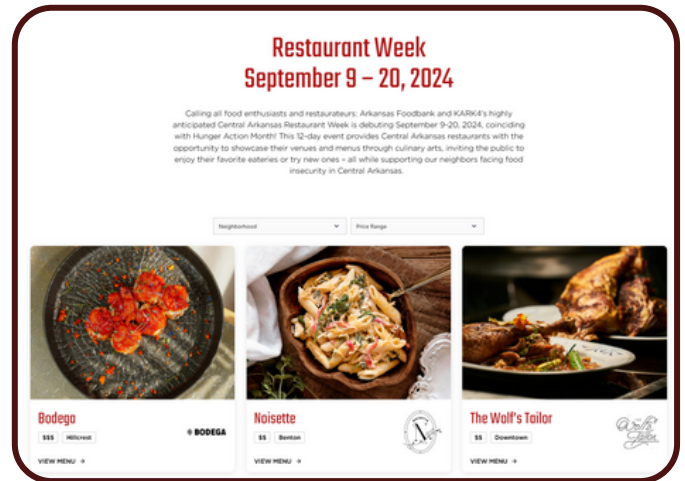 Restaurant Week
September 9 – 20, 2024
Calling all food enthusiasts and restaurateurs: Arkansas Foodbank and KARK4's highly
anticipated Central Arkansas Restaurant Week is debuting September 9-20, 2024, coinciding
with Hunger Action Month! This 12-day event provides Central Arkansas restaurants with the
opportunity to showcase their venues and menus through culinary arts, inviting the public to
enjoy their favorite eateries or try new ones – all while supporting our neighbors facing food
insecurity in Central Arkansas.
Neighborhood
Price Range
Bodega
$$$ Hillcrest
BODEGA
VIEW MENU →
Noisette
$$ Benton
N
VIEW MENU →
The Wolf's Tailor
$$ Downtown
Wolf's
Tailor
VIEW MENU →